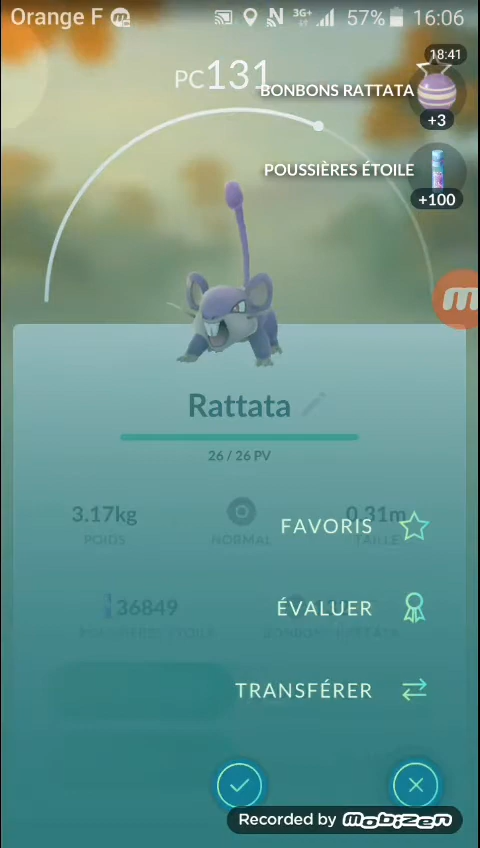 Orange F 3G+ 57% 16:06
18:41
PC131
BONBONS RATTATA
+3
POUSSIÈRES ÉTOILE
+100
Rattata
26 / 26 PV
3.17kg
0.31m
POIDS
NORMAL
TAILLE
FAVORIS
36849
POUSSIÈRES ÉTOILE
BONBONS RATTATA
ÉVALUER
TRANSFÉRER
Recorded by Mobizen